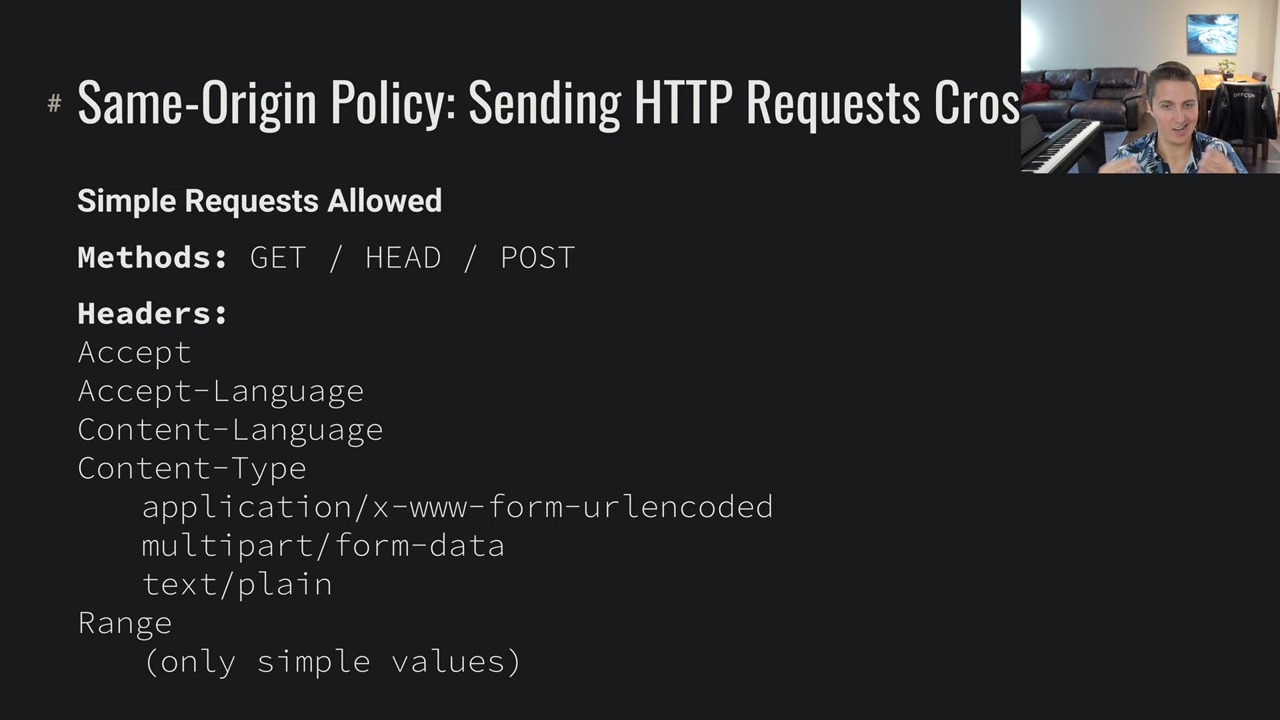 # Same-Origin Policy: Sending HTTP Requests Cros
Simple Requests Allowed
Methods: GET / HEAD / POST
Headers:
Accept
Accept-Language
Content-Language
Content-Type
application/x-www-form-urlencoded
multipart/form-data
text/plain
Range
(only simple values)
DEFCON